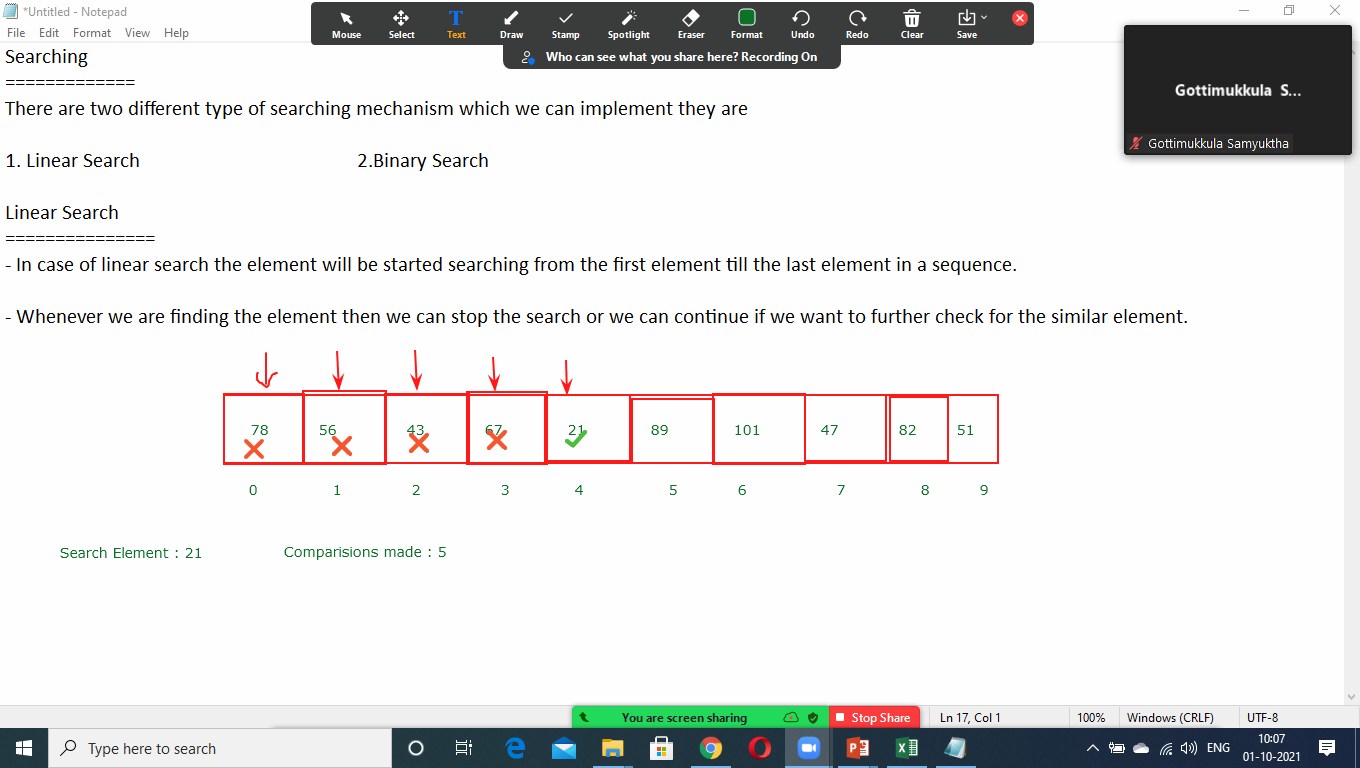 *Untitled - Notepad
File Edit Format View Help
Mouse Select Text Draw Stamp Spotlight Eraser Format Undo Redo Clear Save
Who can see what you share here? Recording On
Gottimukkula S...
Gottimukkula Samyuktha
Searching
=============
There are two different type of searching mechanism which we can implement they are
1. Linear Search 2.Binary Search
Linear Search
===============
- In case of linear search the element will be started searching from the first element till the last element in a sequence.
- Whenever we are finding the element then we can stop the search or we can continue if we want to further check for the similar element.
78 56 43 67 21 89 101 47 82 51
0 1 2 3 4 5 6 7 8 9
Search Element : 21 Comparisions made : 5
You are screen sharing Stop Share Ln 17, Col 1 100% Windows (CRLF) UTF-8
Type here to search ENG 10:07
01-10-2021